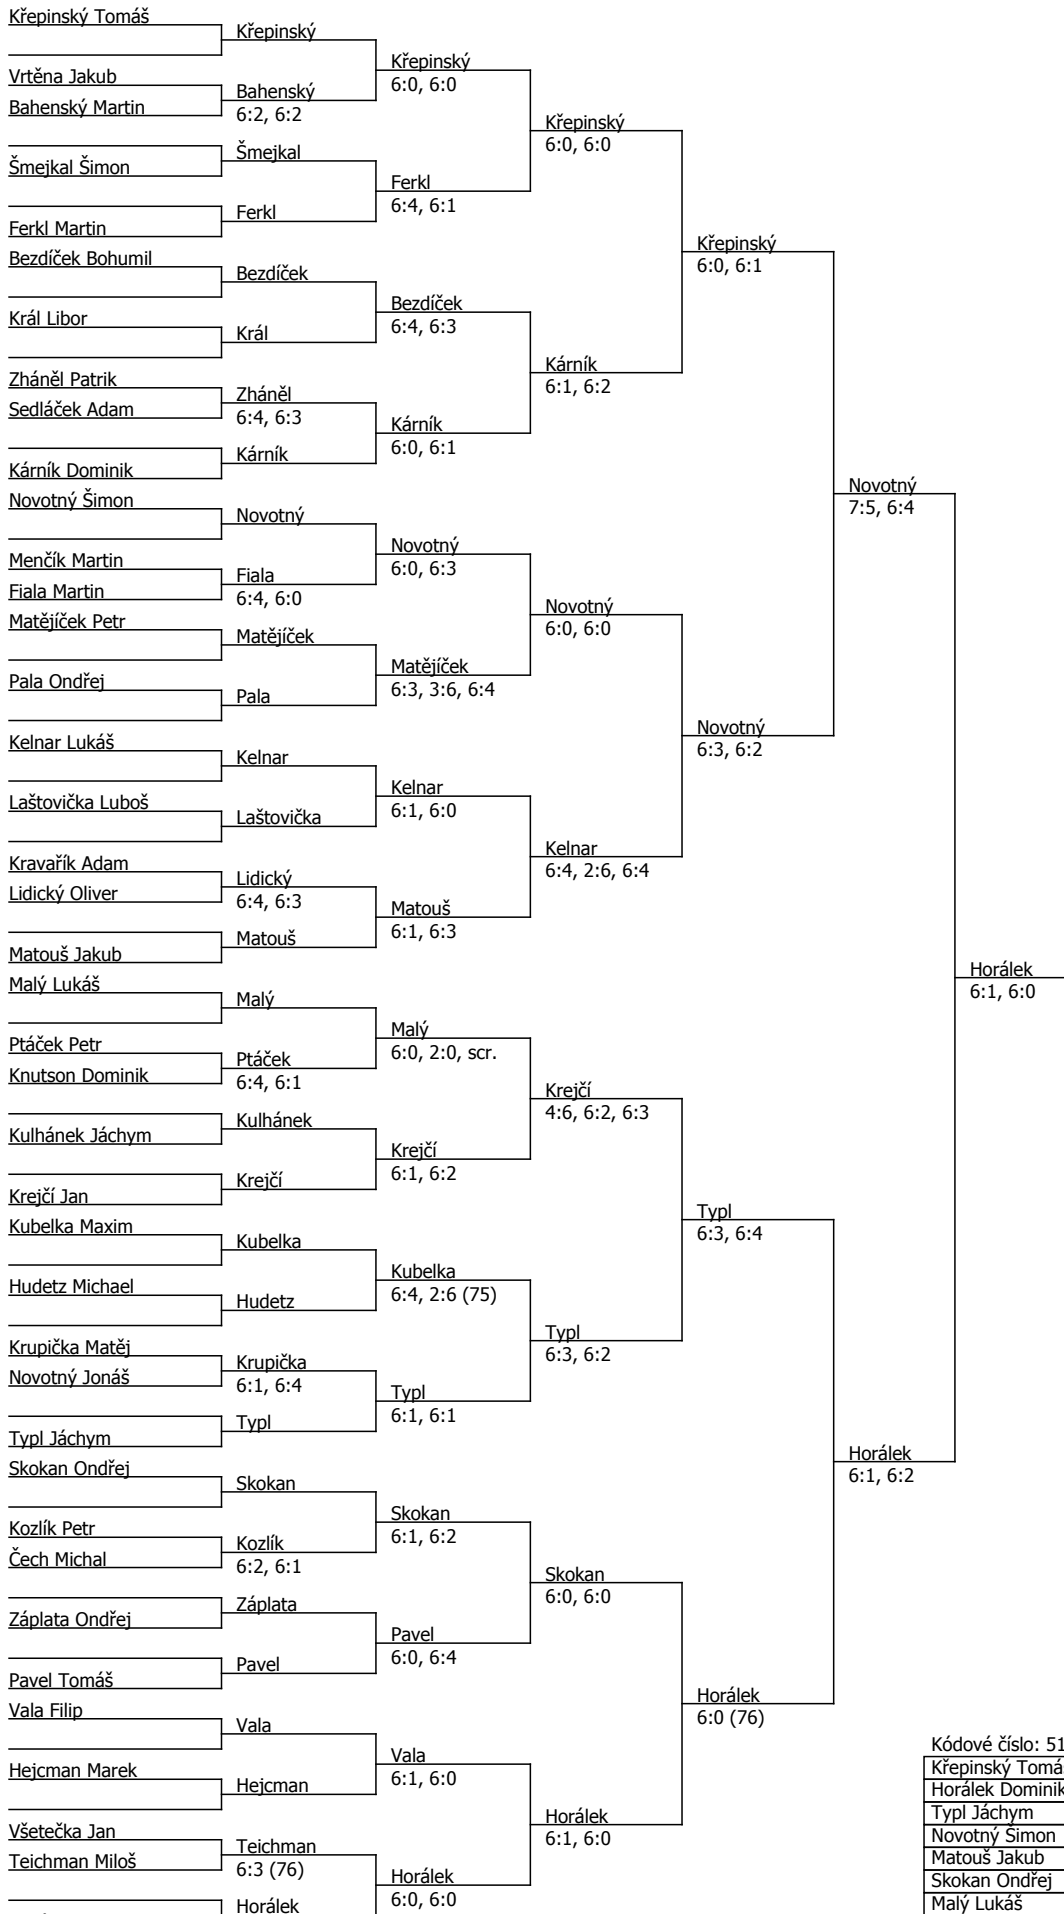 Křepinský Tomáš
Vrtěna Jakub
Bahenský Martin
Šmejkal Šimon
Ferkl Martin
Bezdíček Bohumil
Král Libor
Zháněl Patrik
Sedláček Adam
Kárník Dominik
Novotný Šimon
Menčík Martin
Fiala Martin
Matějíček Petr
Pala Ondřej
Kelnar Lukáš
Laštovička Luboš
Kravařík Adam
Lidický Oliver
Matouš Jakub
Malý Lukáš
Ptáček Petr
Knutson Dominik
Kulhánek Jáchym
Krejčí Jan
Kubelka Maxim
Hudetz Michael
Krupička Matěj
Novotný Jonáš
Typl Jáchym
Skokan Ondřej
Kozlík Petr
Čech Michal
Záplata Ondřej
Pavel Tomáš
Vala Filip
Hejcman Marek
Všetečka Jan
Teichman Miloš
Křepinský
Bahenský
6:2, 6:2
Šmejkal
Ferkl
Bezdíček
Král
Zháněl
6:4, 6:3
Kárník
Novotný
Fiala
6:4, 6:0
Matějíček
Pala
Kelnar
Laštovička
Lidický
6:4, 6:3
Matouš
Malý
Ptáček
6:4, 6:1
Kulhánek
Krejčí
Kubelka
Hudetz
Krupička
6:1, 6:4
Typl
Skokan
Kozlík
6:2, 6:1
Záplata
Pavel
Vala
Hejcman
Teichman
6:3 (76)
Horálek
Křepinský
6:0, 6:0
Ferkl
6:4, 6:1
Bezdíček
6:4, 6:3
Kárník
6:0, 6:1
Novotný
6:0, 6:3
Matějíček
6:3, 3:6, 6:4
Kelnar
6:1, 6:0
Matouš
6:1, 6:3
Malý
6:0, 2:0, scr.
Krejčí
6:1, 6:2
Kubelka
6:4, 2:6 (75)
Typl
6:1, 6:1
Skokan
6:1, 6:2
Pavel
6:0, 6:4
Vala
6:1, 6:0
Horálek
6:0, 6:0
Křepinský
6:0, 6:0
Kárník
6:1, 6:2
Novotný
6:0, 6:0
Kelnar
6:4, 2:6, 6:4
Krejčí
4:6, 6:2, 6:3
Typl
6:3, 6:2
Skokan
6:0, 6:0
Horálek
6:1, 6:0
Křepinský
6:0, 6:1
Novotný
6:3, 6:2
Typl
6:3, 6:4
Horálek
6:0 (76)
Novotný
7:5, 6:4
Horálek
6:1, 6:2
Horálek
6:1, 6:0
Kódové číslo: 51
Křepinský Tomá
Horálek Dominik
Typl Jáchym
Novotný Šimon
Matouš Jakub
Skokan Ondřej
Malý Lukáš